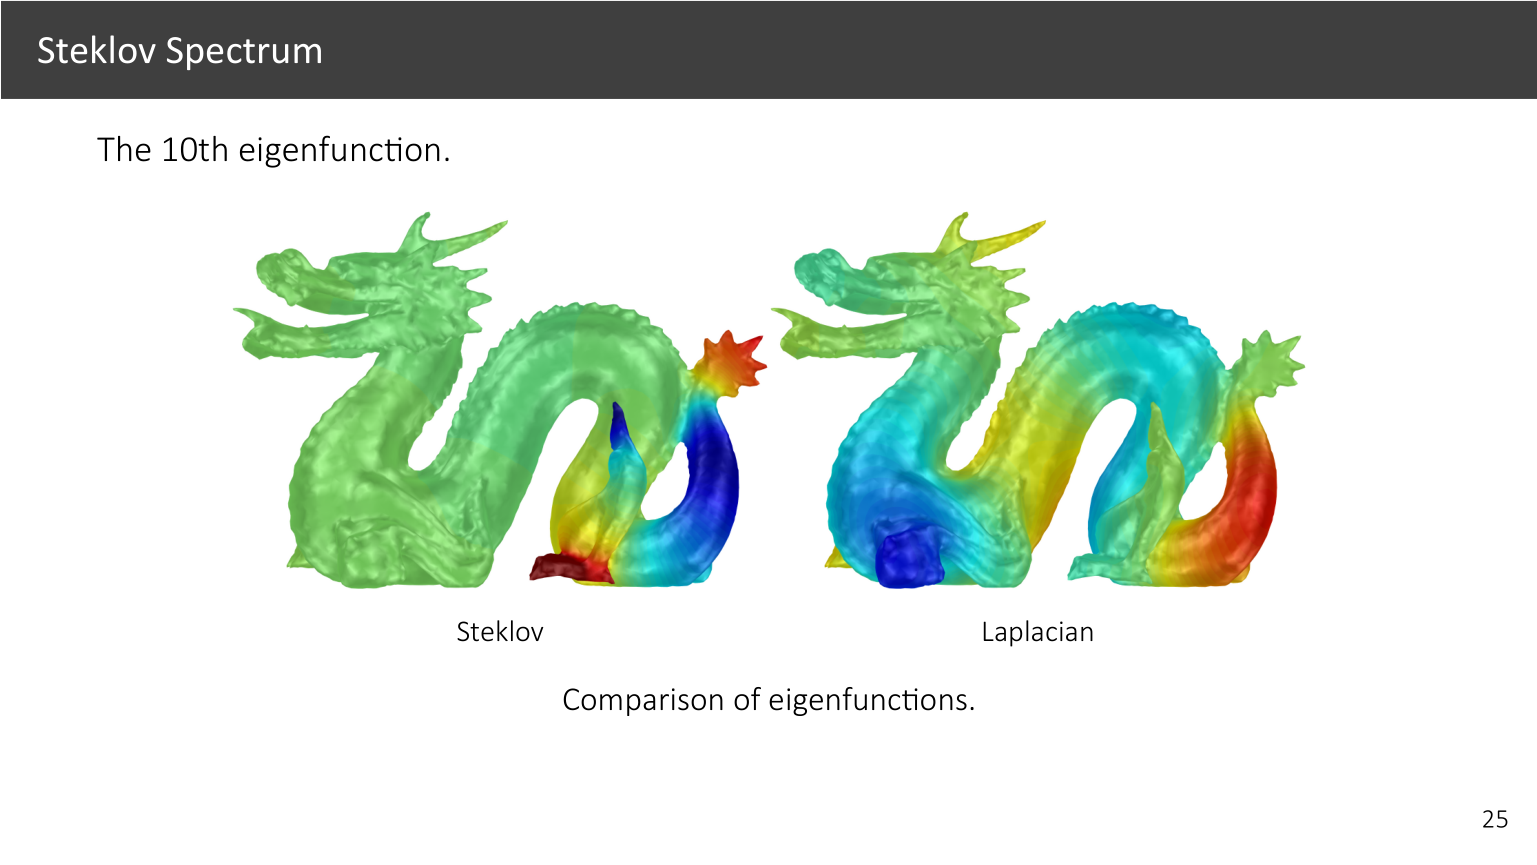 Steklov Spectrum
The 10th eigenfunction.
Steklov
Laplacian
Comparison of eigenfunctions.
25